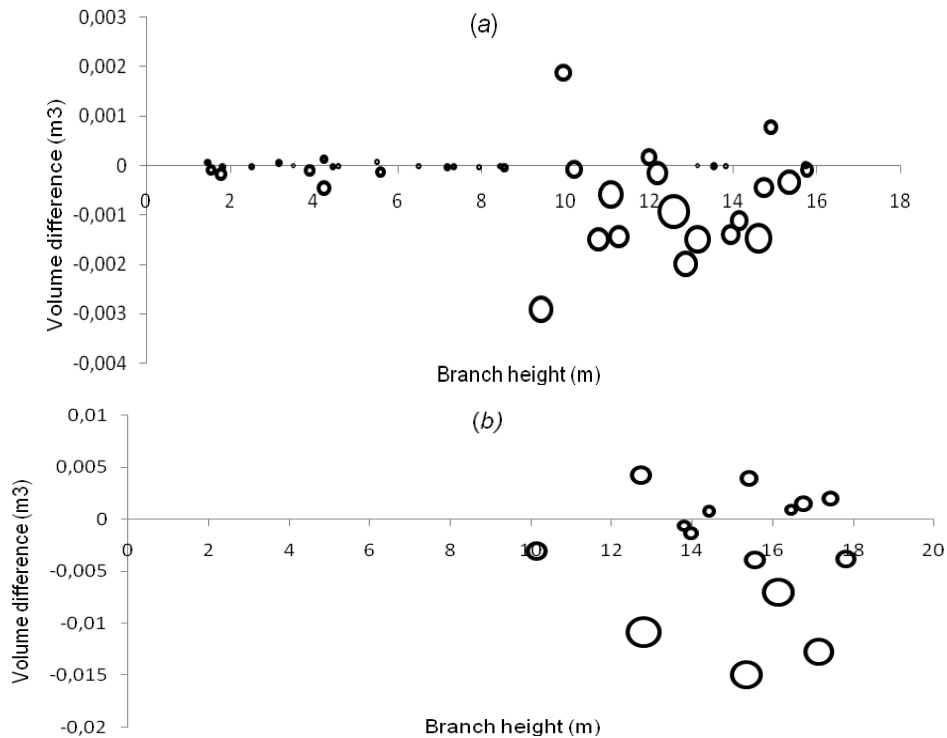 (a)
0,003
0,002
0,001
0
-0,001
-0,002
-0,003
-0,004
Volume difference (m3)
0 2 4 6 8 10 12 14 16 18
Branch height (m)
(b)
0,01
0,005
0
-0,005
-0,01
-0,015
-0,02
Volume difference (m3)
0 2 4 6 8 10 12 14 16 18 20
Branch height (m)